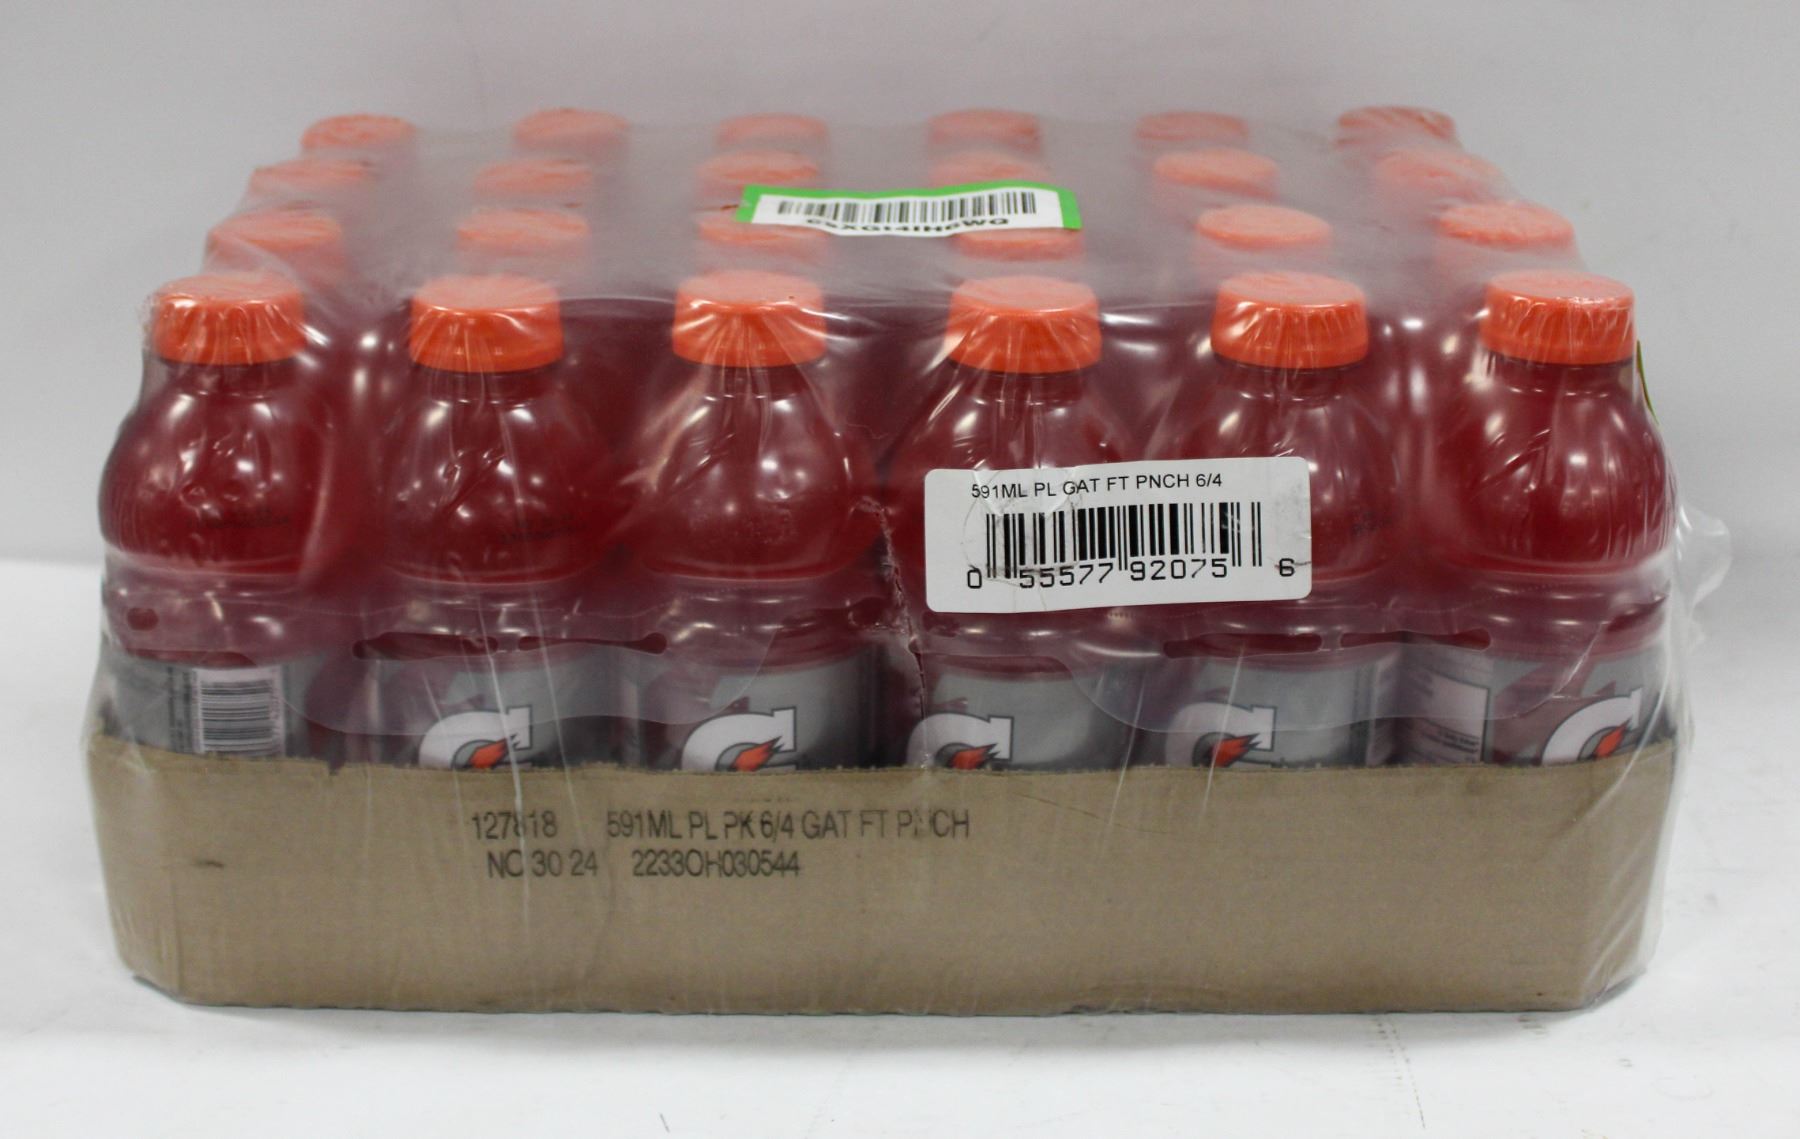 591ML PL GAT FT PNCH 6/4
0 55577 92075 6
G
G
G
G
G
127818 591ML PL PK 6/4 GAT FT PNCH
NO 30 24 2233OH030544